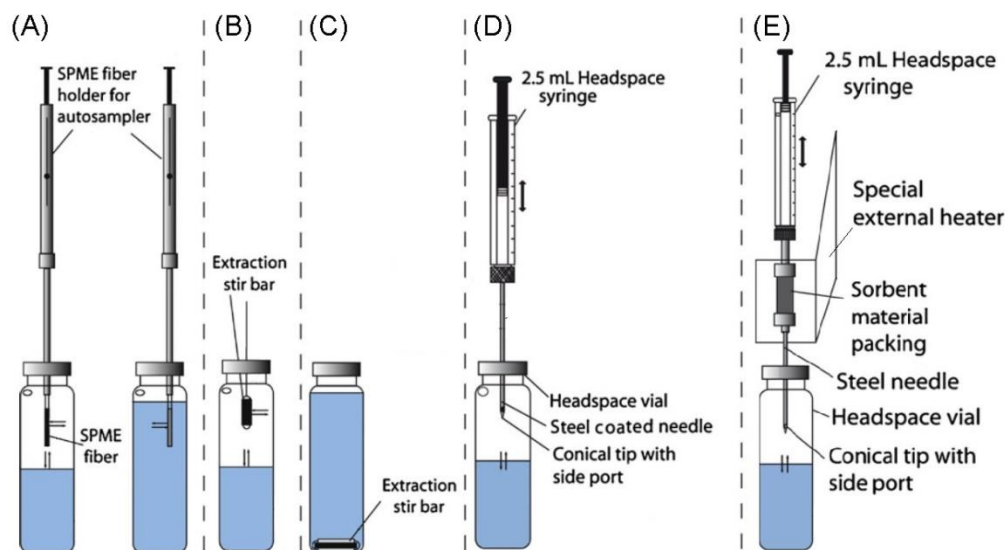 (A)
SPME fiber
holder for
autosampler
SPME
fiber
(B)
Extraction
stir bar
(C)
Extraction
stir bar
(D)
2.5 mL Headspace
syringe
Headspace vial
Steel coated needle
Conical tip with
side port
(E)
2.5 mL Headspace
syringe
Special
external heater
Sorbent
material
packing
Steel needle
Headspace vial
Conical tip with
side port